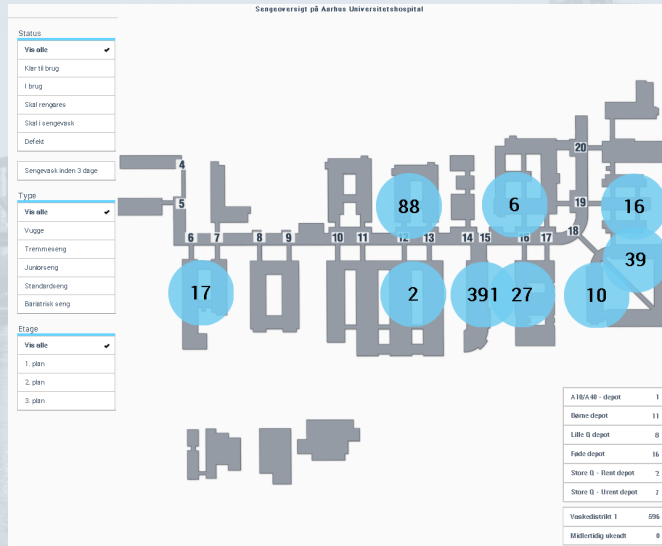 Sengeoversigt på Aarhus Universitetshospital
Status
Vis alle
Klar til brug
I brug
Skal rengøres
Skal i sengevask
Defekt
Sengevask inden 3 dage
Type
Vis alle
Vugge
Tremmeseng
Juniorseng
Standardseng
Bariatrisk seng
Etage
Vis alle
1. plan
2. plan
3. plan
4
20
5
88
6
19
16
6 7 8 9 10 11 12 13 14 15 16 17 18
39
17
2
391
27
10
A10/A40 - depot 1
Børne depot 11
Lille Q depot 8
Føde depot 16
Store Q - Rent depot 2
Store Q - Urent depot
Vaskedistrikt 1 596
Midlertidig ukendt 0